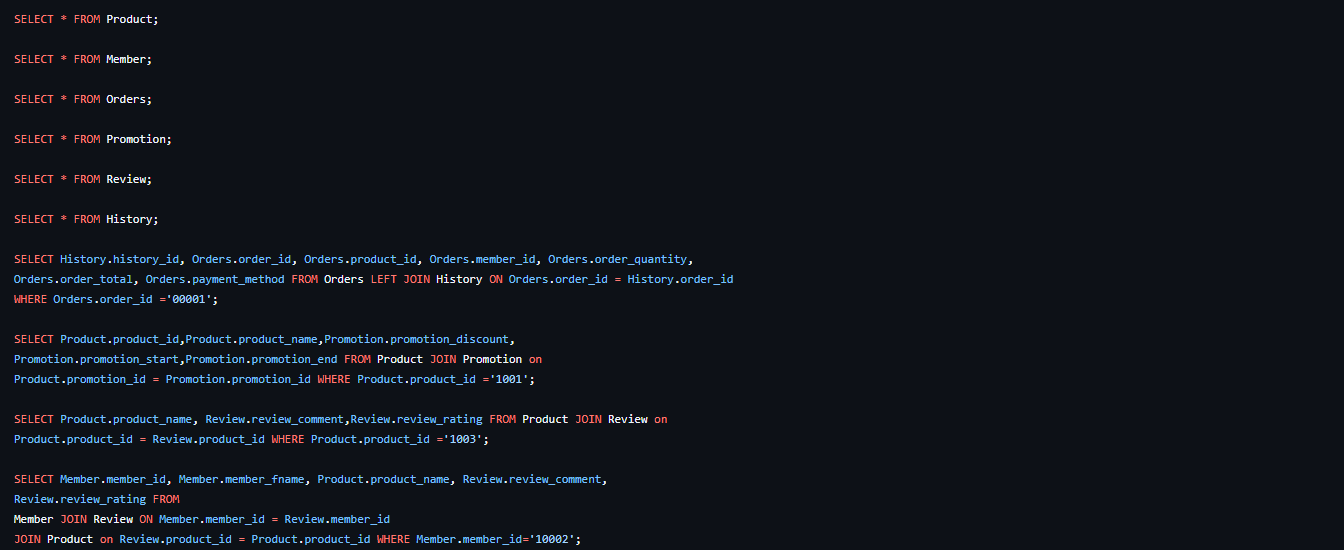 SELECT * FROM Product;
SELECT * FROM Member;
SELECT * FROM Orders;
SELECT * FROM Promotion;
SELECT * FROM Review;
SELECT * FROM History;
SELECT History.history_id, Orders.order_id, Orders.product_id, Orders.member_id, Orders.order_quantity,
Orders.order_total, Orders.payment_method FROM Orders LEFT JOIN History ON Orders.order_id = History.order_id
WHERE Orders.order_id ='00001';
SELECT Product.product_id,Product.product_name,Promotion.promotion_discount,
Promotion.promotion_start,Promotion.promotion_end FROM Product JOIN Promotion on
Product.promotion_id = Promotion.promotion_id WHERE Product.product_id ='1001';
SELECT Product.product_name, Review.review_comment,Review.review_rating FROM Product JOIN Review on
Product.product_id = Review.product_id WHERE Product.product_id ='1003';
SELECT Member.member_id, Member.member_fname, Product.product_name, Review.review_comment,
Review.review_rating FROM
Member JOIN Review ON Member.member_id = Review.member_id
JOIN Product on Review.product_id = Product.product_id WHERE Member.member_id='10002';